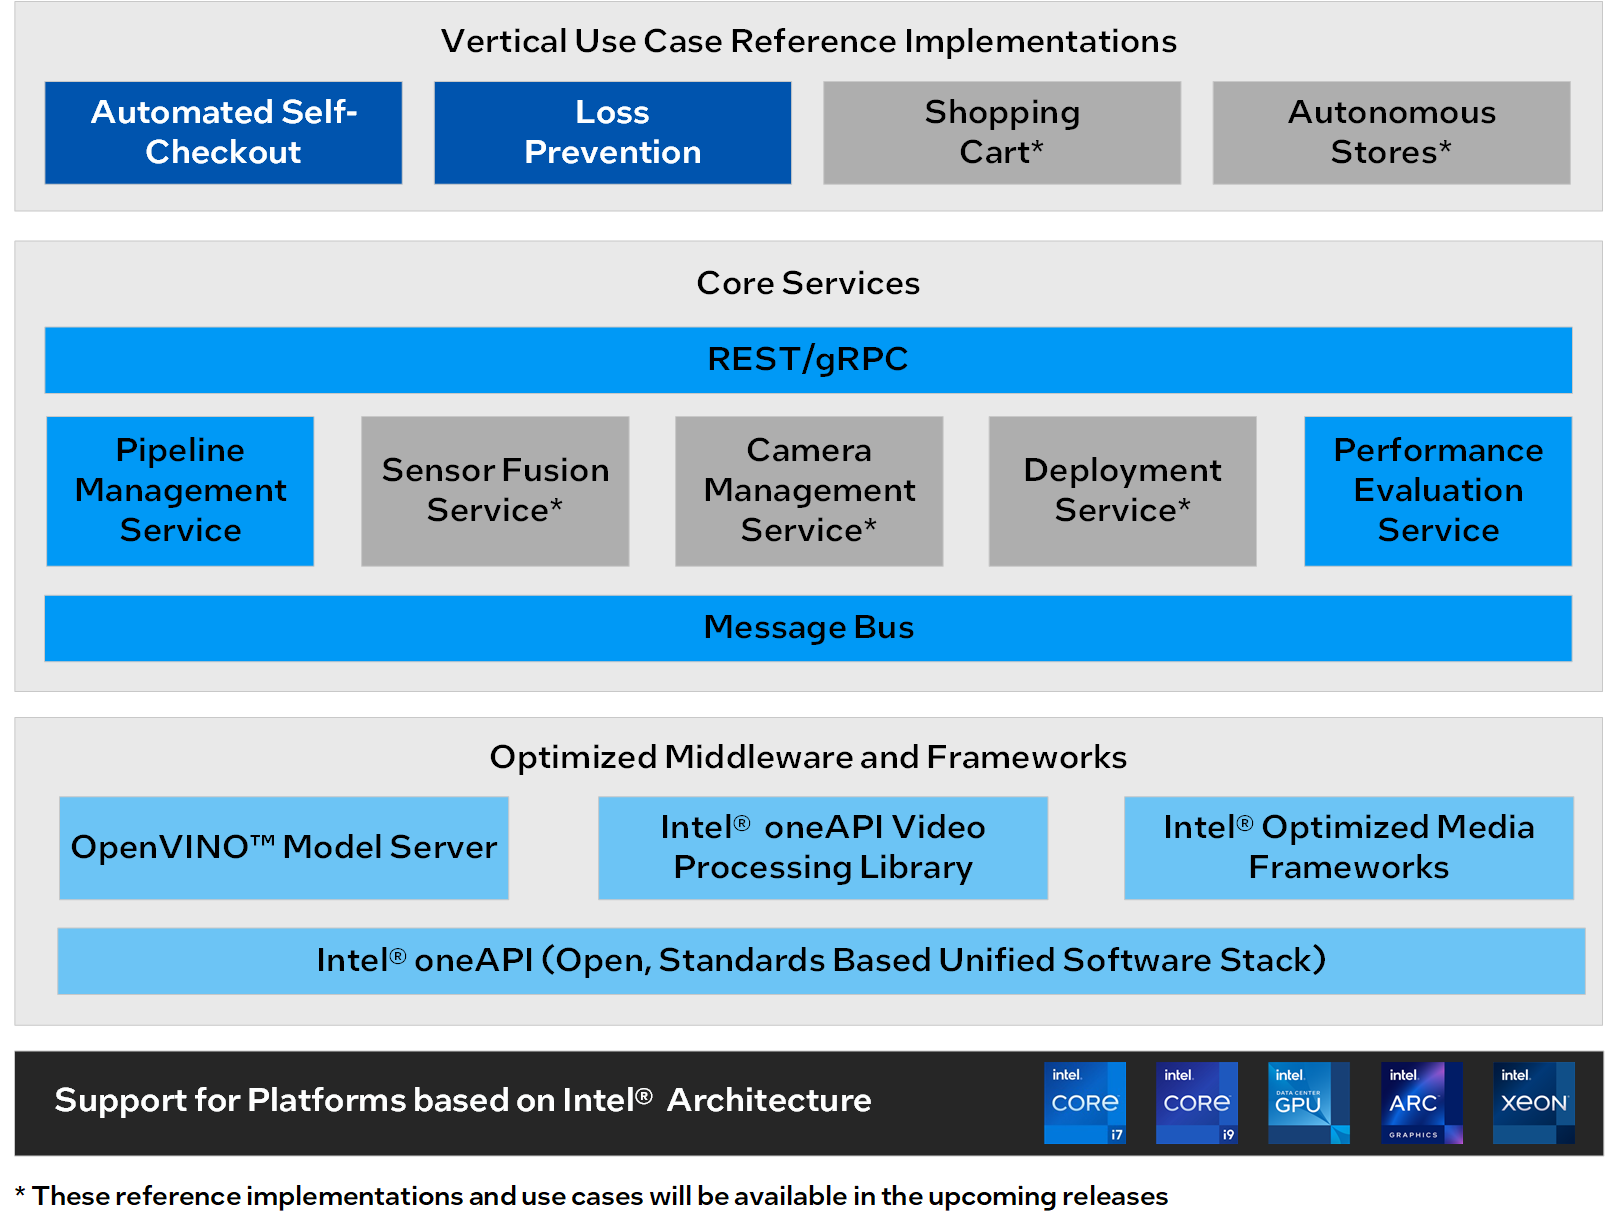 Vertical Use Case Reference Implementations
Automated Self-
Checkout
Loss
Prevention
Shopping
Cart*
Autonomous
Stores*
Core Services
REST/gRPC
Pipeline
Management
Service
Sensor Fusion
Service*
Camera
Management
Service*
Deployment
Service*
Performance
Evaluation
Service
Message Bus
Optimized Middleware and Frameworks
OpenVINO™ Model Server
Intel® oneAPI Video
Processing Library
Intel® Optimized Media
Frameworks
Intel® oneAPI (Open, Standards Based Unified Software Stack)
Support for Platforms based on Intel® Architecture
intel.
CORE
i7
intel.
CORE
i9
intel.
DATA CENTER
GPU
intel.
ARC
GRAPHICS
intel.
XEON
* These reference implementations and use cases will be available in the upcoming releases